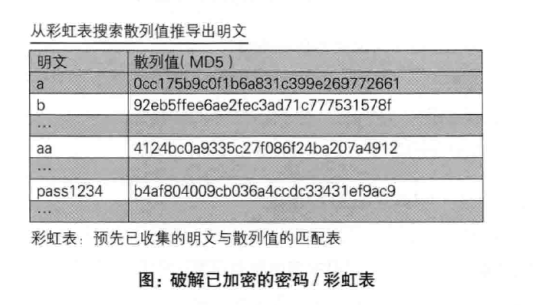 从彩虹表搜索散列值推导出明文
明文 散列值(MD5)
a 0cc175b9c0f1b6a831c399e269772661
b 92eb5ffee6ae2fec3ad71c777531578f
…
aa 4124bc0a9335c27f086f24ba207a4912
…
pass1234 b4af804009cb036a4ccdc33431ef9ac9
…
彩虹表：预先已收集的明文与散列值的匹配表
图：破解已加密的密码 / 彩虹表